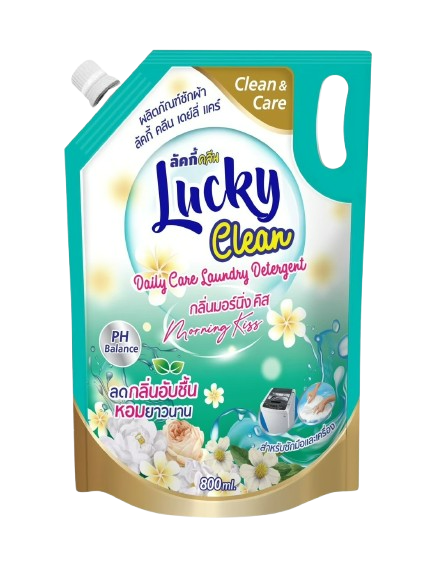 Clean &
Care
ผลิตภัณฑ์ซักผ้า
ลัคกี้ คลีน เดย์ลี่ แคร์
ลัคกี้คลีน
Lucky
Clean
Daily Care Laundry Detergent
กลิ่นมอร์นิ่ง คิส
Morning Kiss
PH
Balance
ลดกลิ่นอับชื้น
หอมยาวนาน
สำหรับซักมือและเครื่อง
800 ml.